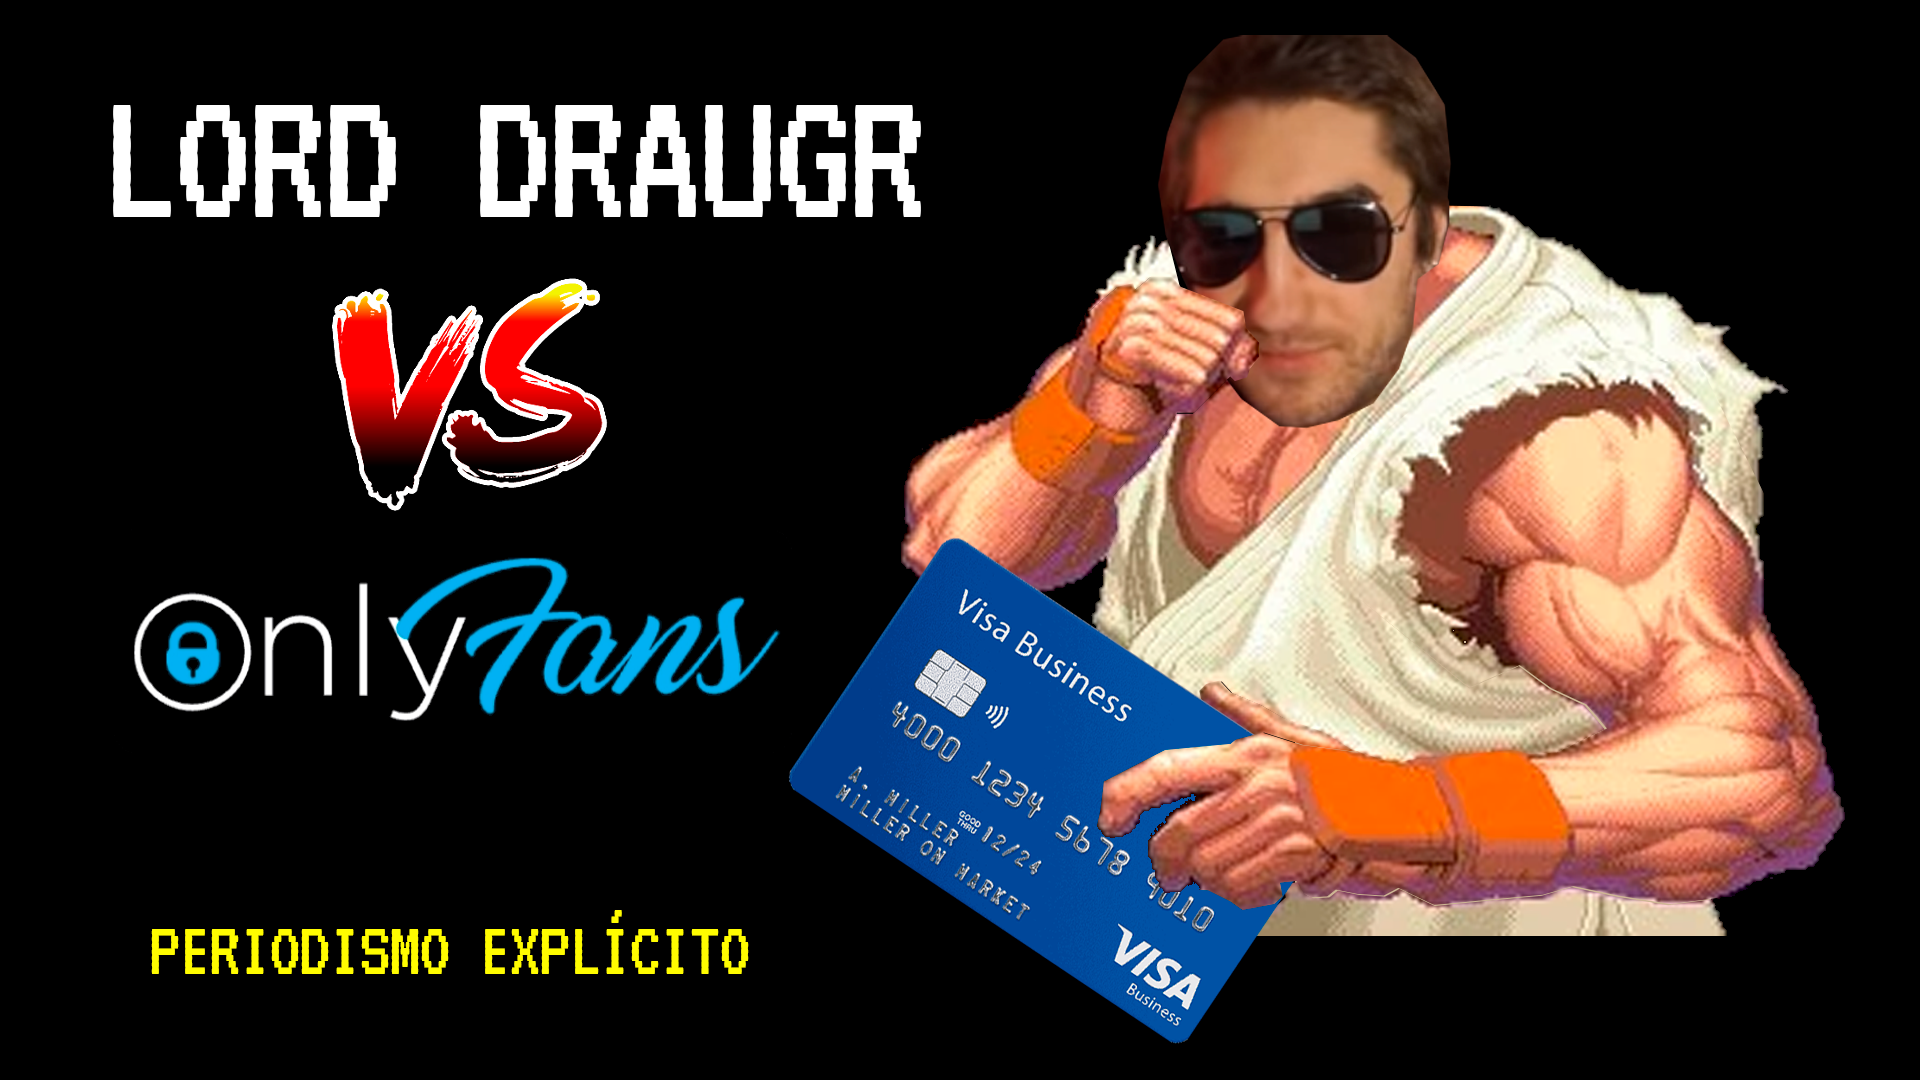 LORD DRAUGR
VS
OnlyFans
PERIODISMO EXPLÍCITO
Visa Business
4000 1234 5678 9010
GOOD
THRU
12/24
A. MILLER
MILLER ON MARKET
VISA
Business